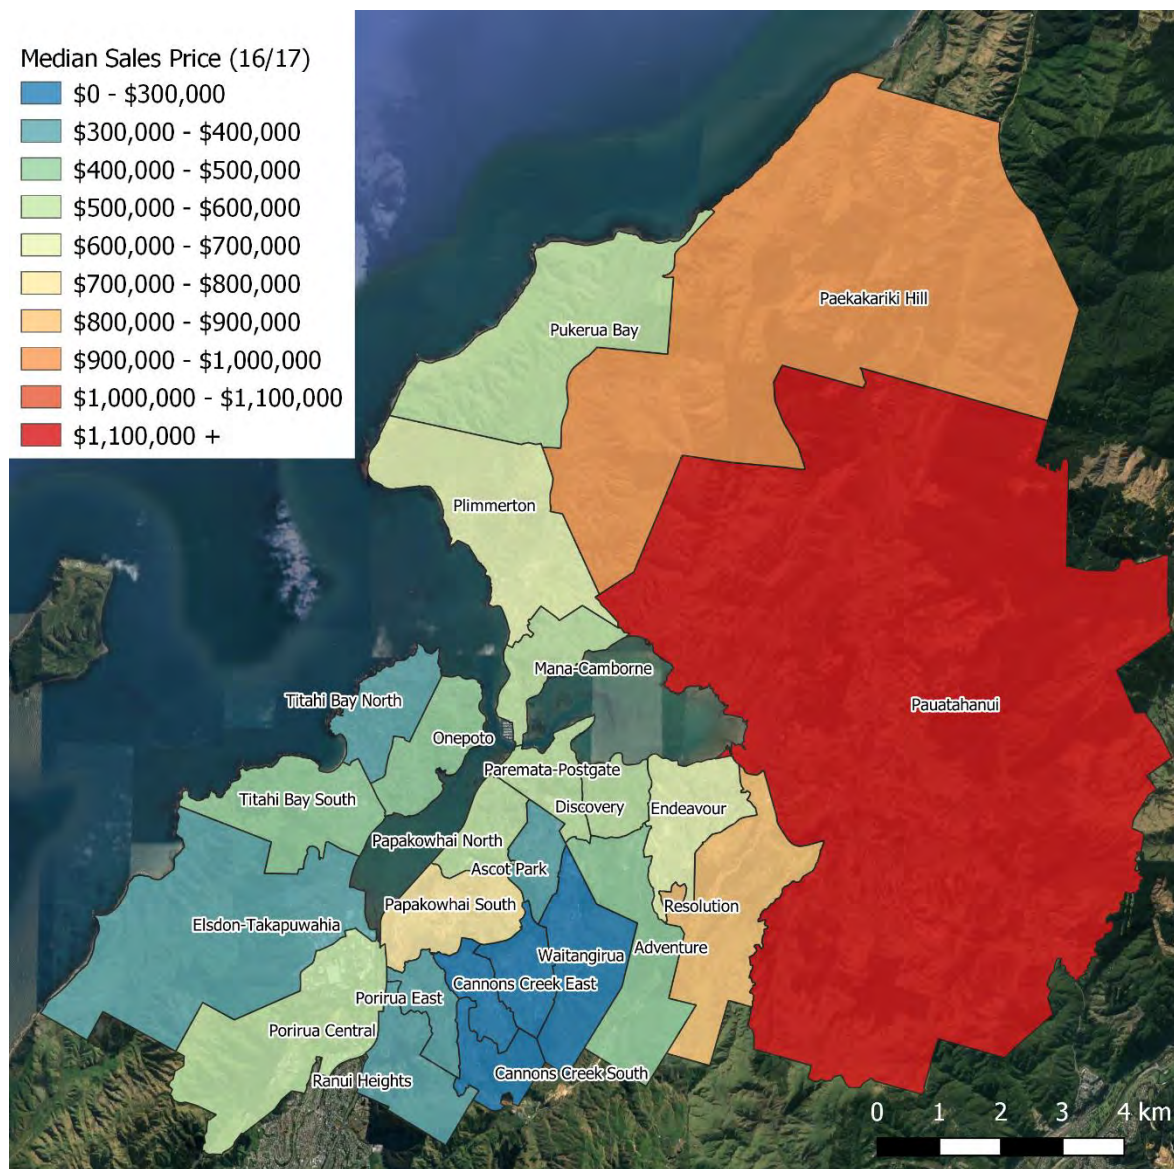 Median Sales Price (16/17)
$0 - $300,000
$300,000 - $400,000
$400,000 - $500,000
$500,000 - $600,000
$600,000 - $700,000
$700,000 - $800,000
$800,000 - $900,000
$900,000 - $1,000,000
$1,000,000 - $1,100,000
$1,100,000 +
Paekakariki Hill
Pukerua Bay
Plimmerton
Mana-Camborne
Titahi Bay North
Pauatahanui
Onepoto
Paremata-Postgate
Titahi Bay South
Discovery
Endeavour
Papakowhai North
Ascot Park
Papakowhai South
Resolution
Elsdon-Takapuwahia
Adventure
Waitangirua
Cannons Creek East
Porirua East
Porirua Central
Cannons Creek South
Ranui Heights
0 1 2 3 4 km